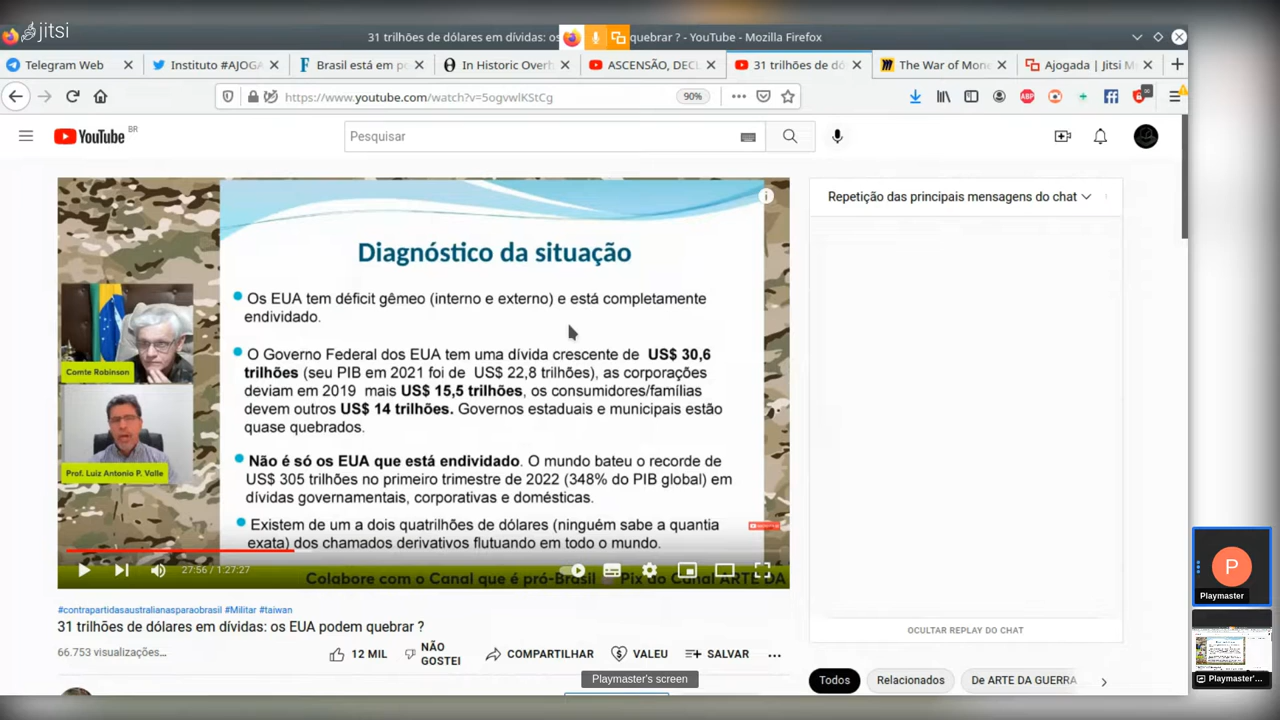 jitsi
31 trilhões de dólares em dívidas: os quebrar ? - YouTube - Mozilla Firefox
Telegram Web
Instituto #AJOGA
Brasil está em pe
In Historic Overh
ASCENSÃO, DECL
31 trilhões de dó
The War of Mone
Ajogada | Jitsi M
https://www.youtube.com/watch?v=5ogvwlKStCg
90%
ABP
YouTube BR
Pesquisar
Diagnóstico da situação
Os EUA tem déficit gêmeo (interno e externo) e está completamente
endividado.
O Governo Federal dos EUA tem uma dívida crescente de US$ 30,6
trilhões (seu PIB em 2021 foi de US$ 22,8 trilhões), as corporações
deviam em 2019 mais US$ 15,5 trilhões, os consumidores/famílias
devem outros US$ 14 trilhões. Governos estaduais e municipais estão
quase quebrados.
Não é só os EUA que está endividado. O mundo bateu o recorde de
US$ 305 trilhões no primeiro trimestre de 2022 (348% do PIB global) em
dívidas governamentais, corporativas e domésticas.
Existem de um a dois quatrilhões de dólares (ninguém sabe a quantia
exata) dos chamados derivativos flutuando em todo o mundo.
Comte Robinson
Prof. Luiz Antonio P. Valle
27:56 / 1:27:27
Colabore com o Canal que é pró-Brasil Pix do Canal ARTE DA
#contrapartidasaustralianasparaobrasil #Militar #taiwan
31 trilhões de dólares em dívidas: os EUA podem quebrar ?
66.753 visualizações...
12 MIL
NÃO
GOSTEI
COMPARTILHAR
VALEU
SALVAR
Playmaster's screen
Repetição das principais mensagens do chat
OCULTAR REPLAY DO CHAT
Todos
Relacionados
De ARTE DA GUERRA
P
Playmaster
Playmaster'...